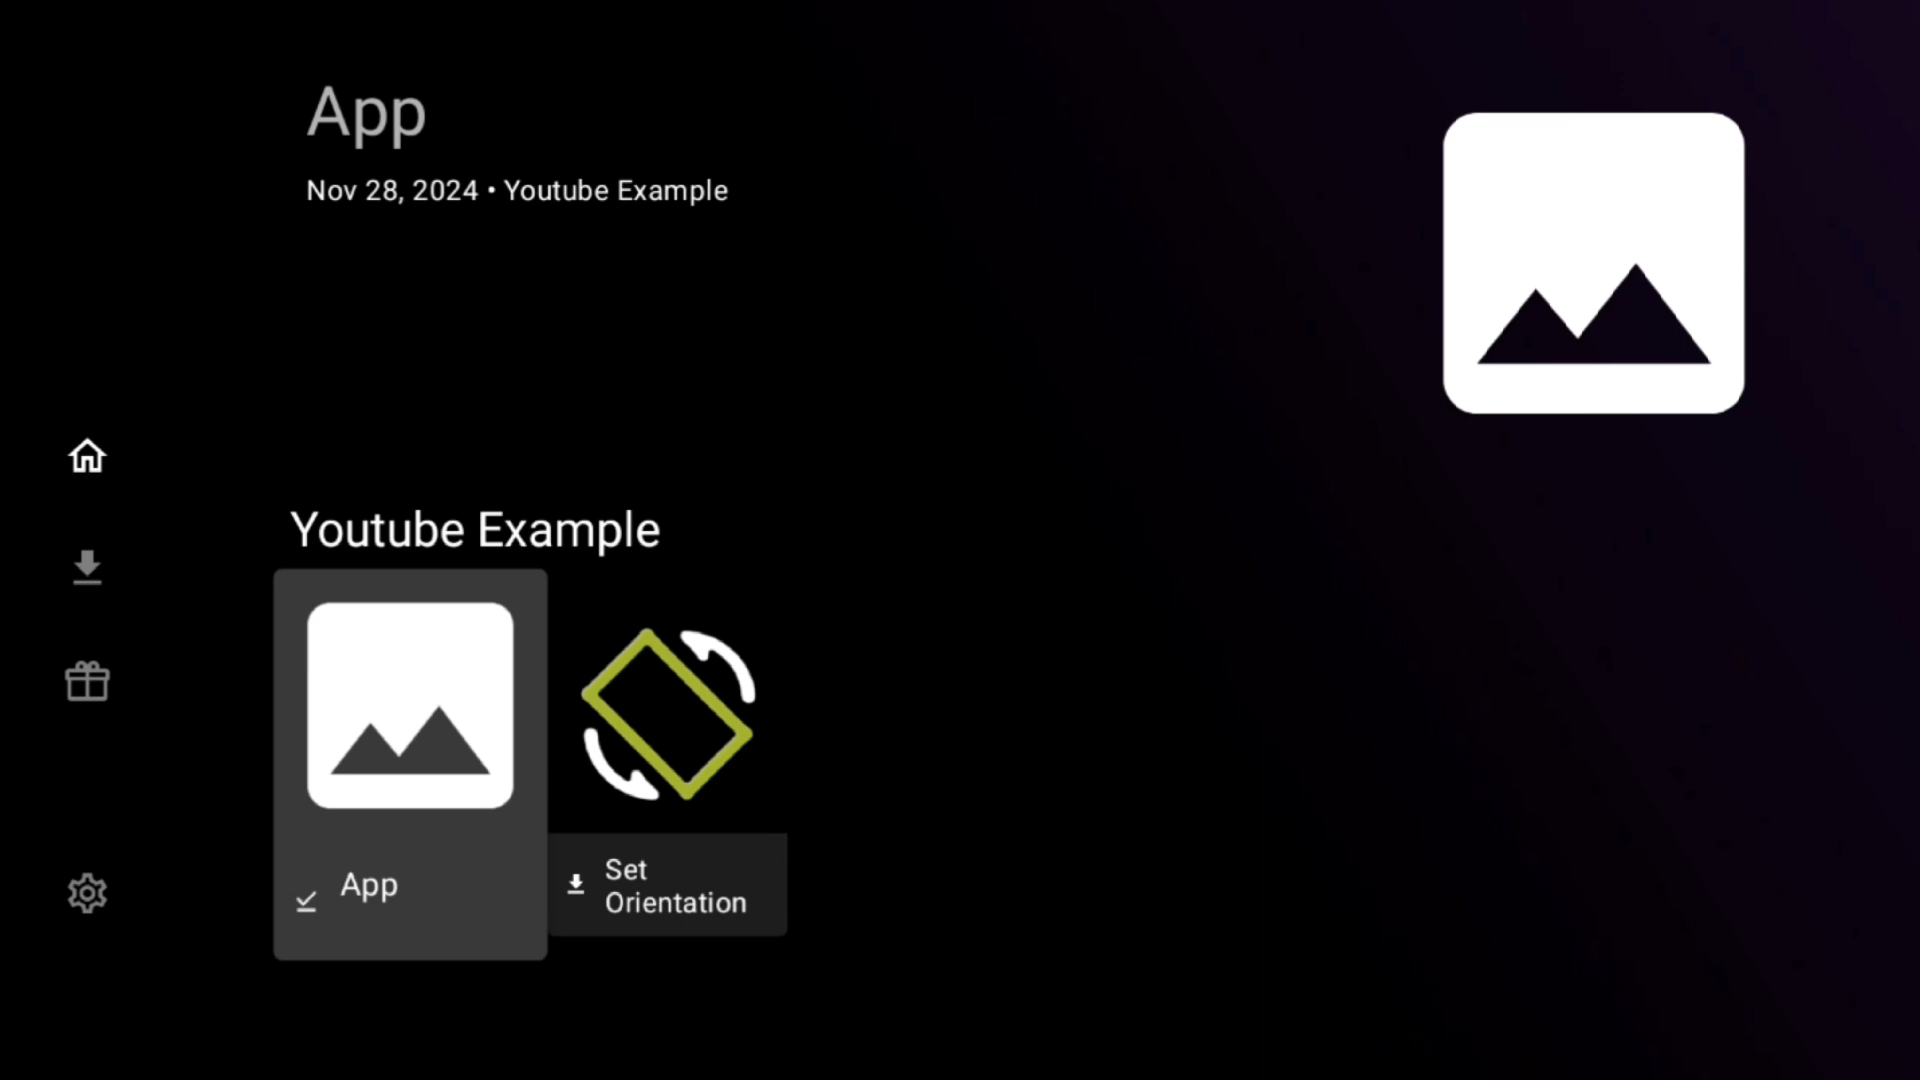 App
Nov 28, 2024 • Youtube Example
Youtube Example
App
Set
Orientation